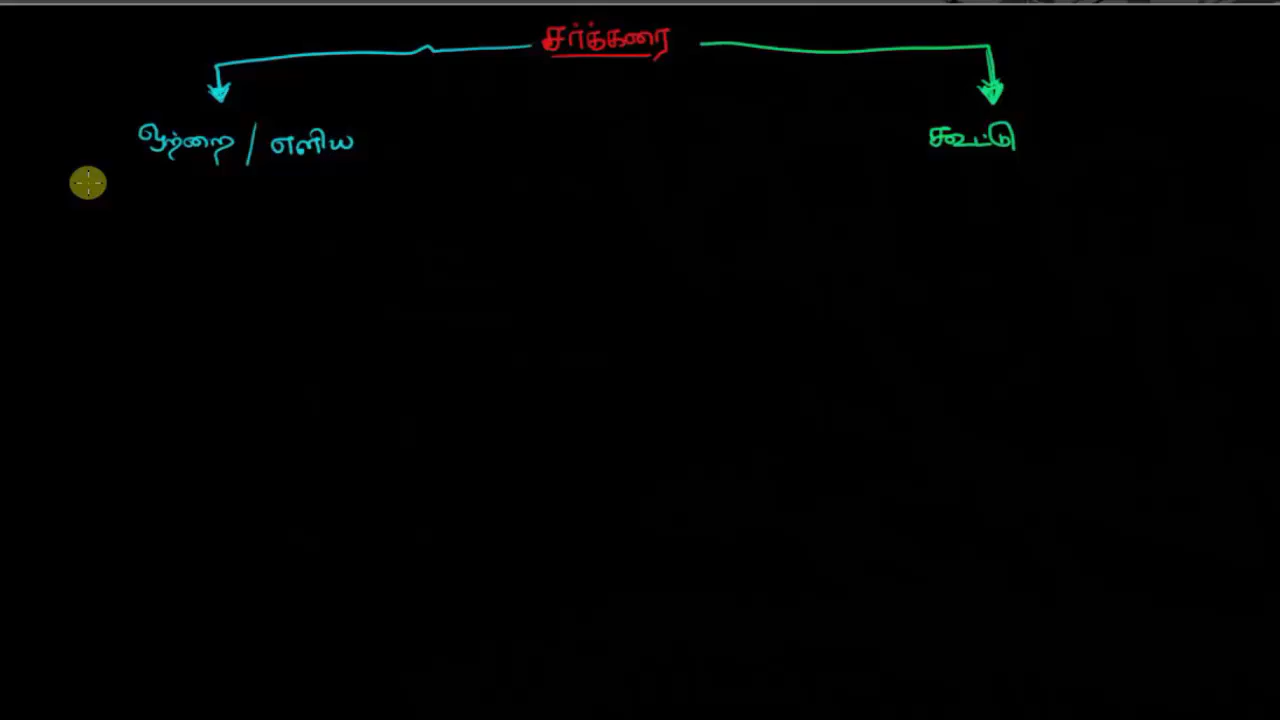 சர்க்கரை
ஒற்றை / எளிய
கூட்டு